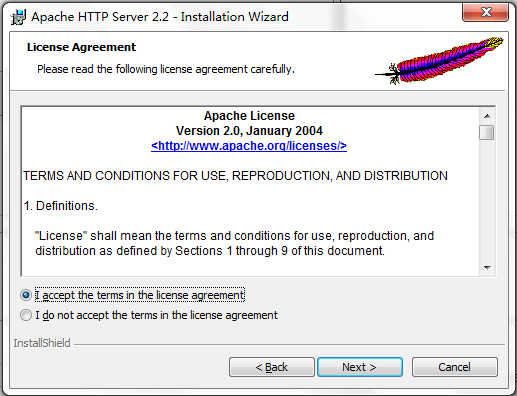 Apache HTTP Server 2.2 - Installation Wizard
License Agreement
Please read the following license agreement carefully.
Apache License
Version 2.0, January 2004
<http://www.apache.org/licenses/>
TERMS AND CONDITIONS FOR USE, REPRODUCTION, AND DISTRIBUTION
1. Definitions.
"License" shall mean the terms and conditions for use, reproduction, and
distribution as defined by Sections 1 through 9 of this document.
I accept the terms in the license agreement
I do not accept the terms in the license agreement
InstallShield
< Back
Next >
Cancel